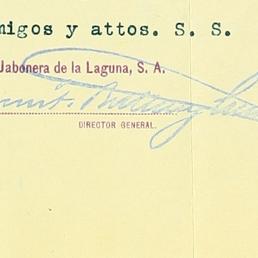 migos y attos. S. S.
Jabonera de la Laguna, S. A.
DIRECTOR GENERAL.